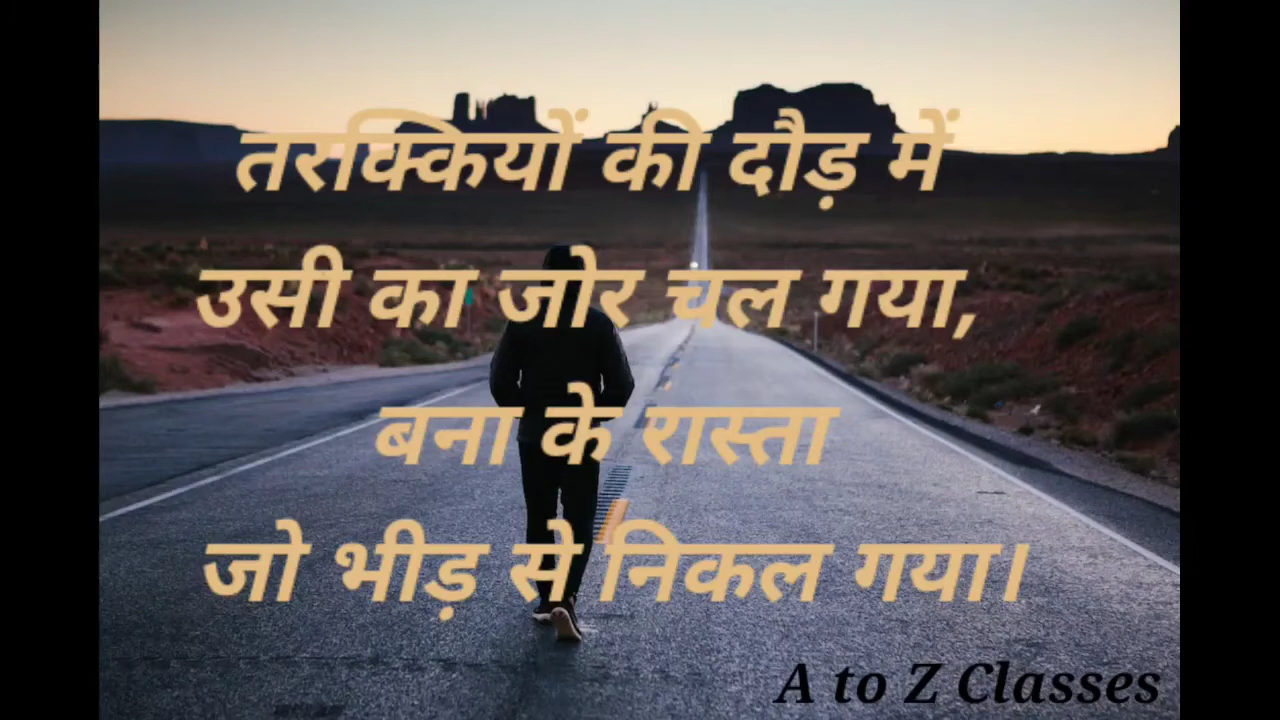 तरक्कियों की दौड़ में
उसी का जोर चल गया,
बना के रास्ता
जो भीड़ से निकल गया।
A to Z Classes